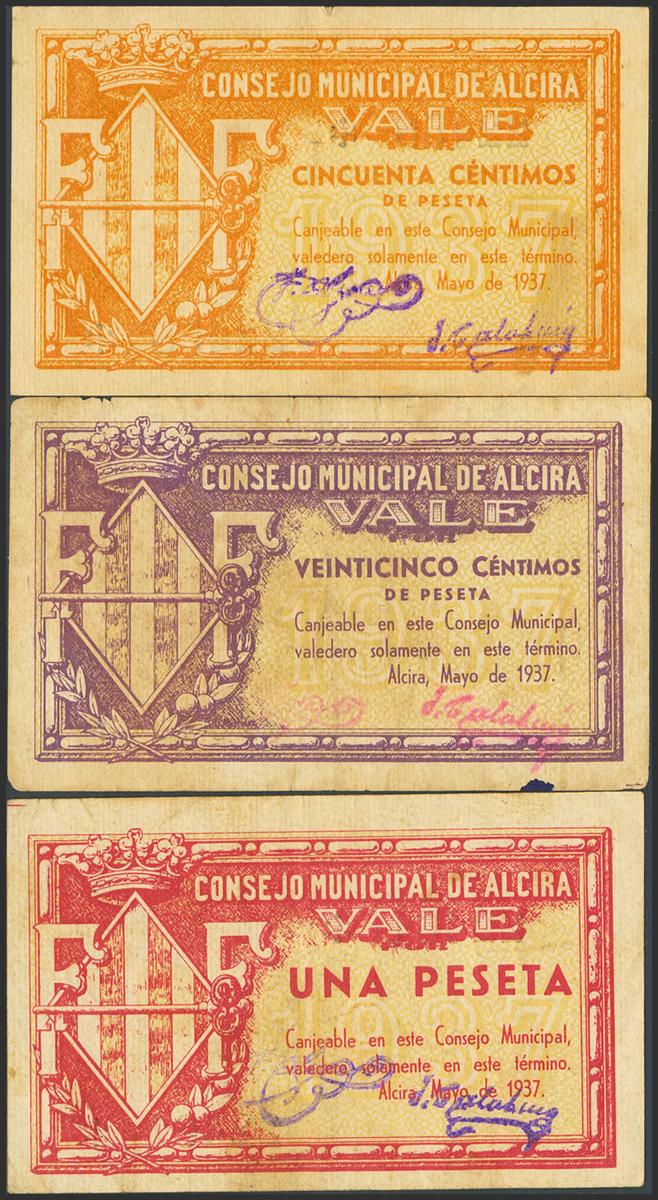 CONSEJO MUNICIPAL DE ALCIRA
VALE
CINCUENTA CÉNTIMOS
DE PESETA
1937
Canjeable en este Consejo Municipal,
valedero solamente en este término.
Mayo de 1937.
CONSEJO MUNICIPAL DE ALCIRA
VALE
VEINTICINCO CÉNTIMOS
DE PESETA
1937
Canjeable en este Consejo Municipal,
valedero solamente en este término.
Alcira, Mayo de 1937.
CONSEJO MUNICIPAL DE ALCIRA
VALE
UNA PESETA
1937
Canjeable en este Consejo Municipal,
valedero solamente en este término.
Alcira, Mayo de 1937.